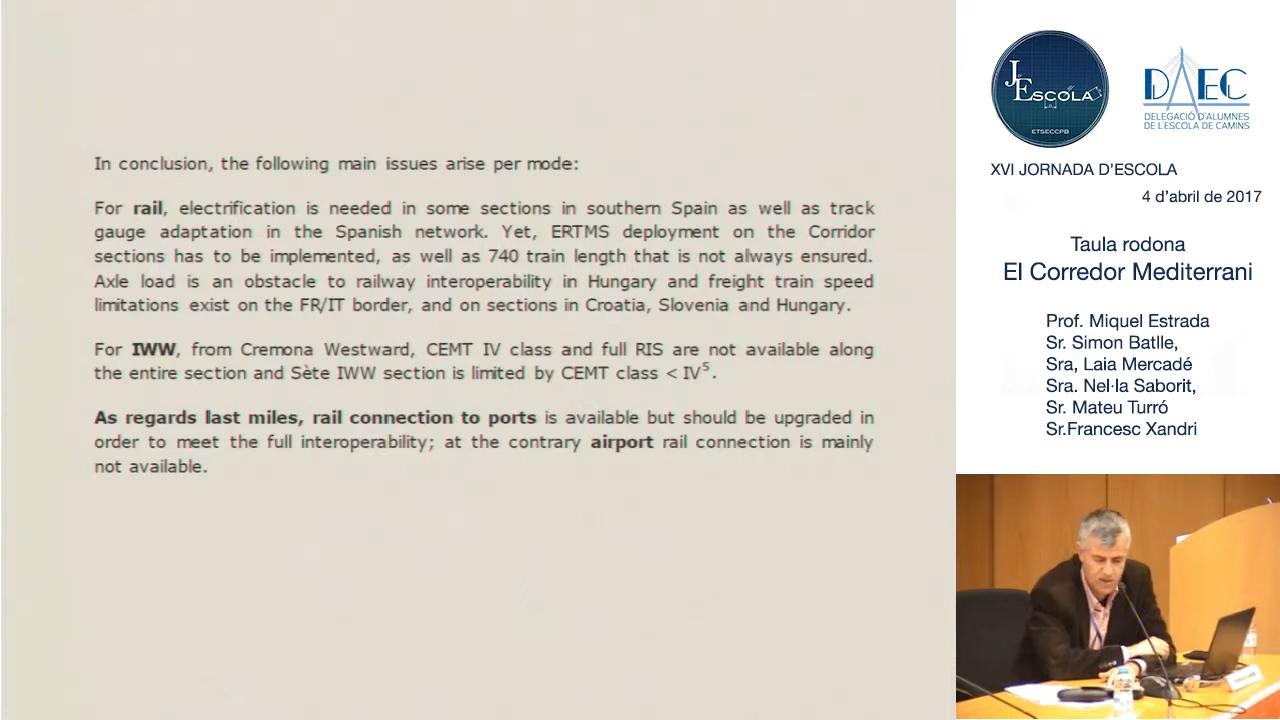 In conclusion, the following main issues arise per mode:
For rail, electrification is needed in some sections in southern Spain as well as track
gauge adaptation in the Spanish network. Yet, ERTMS deployment on the Corridor
sections has to be implemented, as well as 740 train length that is not always ensured.
Axle load is an obstacle to railway interoperability in Hungary and freight train speed
limitations exist on the FR/IT border, and on sections in Croatia, Slovenia and Hungary.
For IWW, from Cremona Westward, CEMT IV class and full RIS are not available along
the entire section and Sète IWW section is limited by CEMT class < IV⁵.
As regards last miles, rail connection to ports is available but should be upgraded in
order to meet the full interoperability; at the contrary airport rail connection is mainly
not available.
J
ESCOLA
ETSECCPB
DAEC
DELEGACIÓ D'ALUMNES
DE L'ESCOLA DE CAMINS
XVI JORNADA D'ESCOLA
4 d'abril de 2017
Taula rodona
El Corredor Mediterrani
Prof. Miquel Estrada
Sr. Simon Batlle,
Sra, Laia Mercadé
Sra. Nel·la Saborit,
Sr. Mateu Turró
Sr.Francesc Xandri